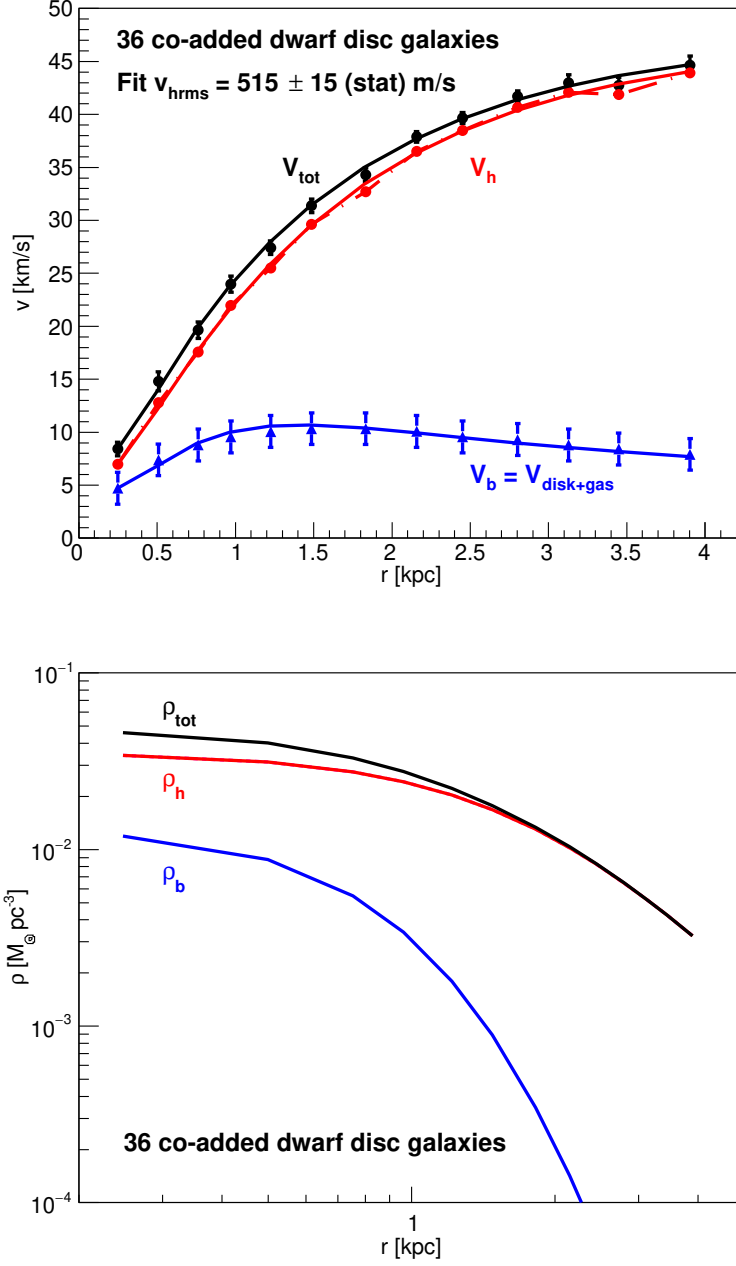 36 co-added dwarf disc galaxies
Fit v_hrms = 515 ± 15 (stat) m/s
V_tot
V_h
V_b = V_disk+gas
v [km/s]
50
45
40
35
30
25
20
15
10
5
0
0 0.5 1 1.5 2 2.5 3 3.5 4
r [kpc]
10⁻¹
10⁻²
10⁻³
10⁻⁴
ρ_tot
ρ_h
ρ_b
ρ [M_⊙ pc⁻³]
36 co-added dwarf disc galaxies
1
r [kpc]